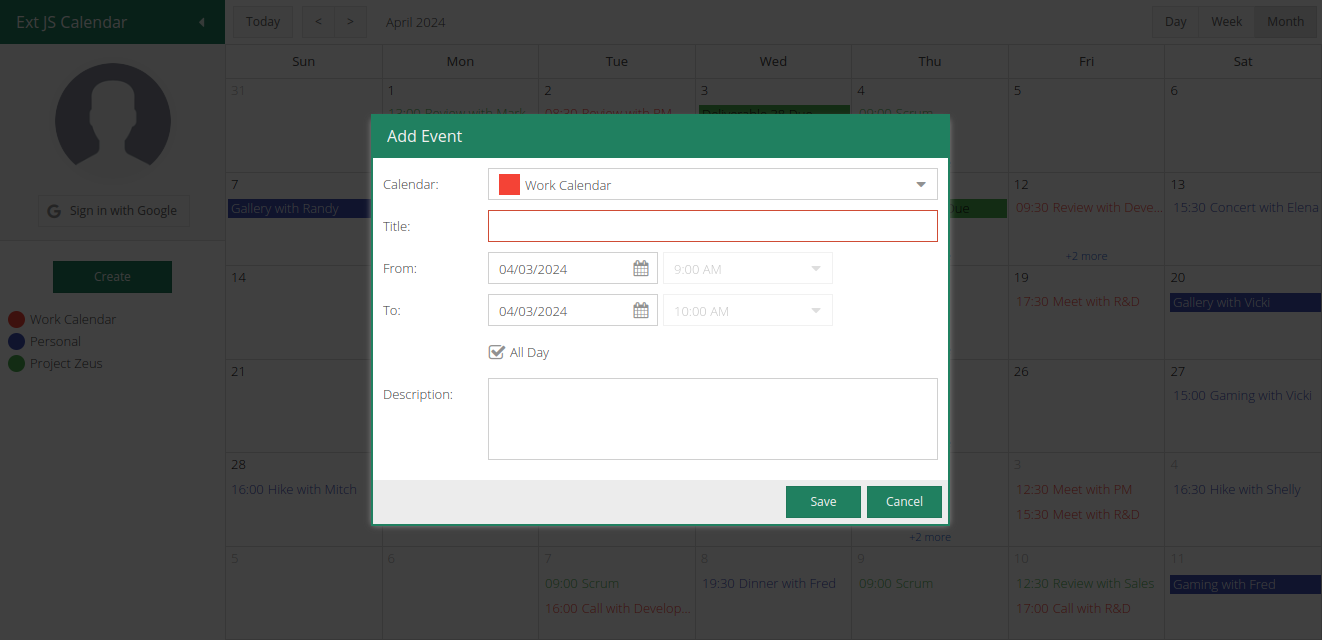 Ext JS Calendar
Today < > April 2024 Day Week Month
Sun Mon Tue Wed Thu Fri Sat
31 1 2 3 4 5 6
13:00 Review with Mark 08:30 Review with PM 09:00 Scrum
Add Event
Calendar: Work Calendar
Title:
From: 04/03/2024 9:00 AM
To: 04/03/2024 10:00 AM
All Day
Description:
Save Cancel
Sign in with Google
Create
Work Calendar
Personal
Project Zeus
7 12 13
Gallery with Randy Due 09:30 Review with Deve... 15:30 Concert with Elena
+2 more
14 19 20
17:30 Meet with R&D Gallery with Vicki
21 26 27
15:00 Gaming with Vicki
28 3 4
16:00 Hike with Mitch 12:30 Meet with PM 16:30 Hike with Shelly
15:30 Meet with R&D
+2 more
5 6 7 8 9 10 11
09:00 Scrum 19:30 Dinner with Fred 09:00 Scrum 12:30 Review with Sales Gaming with Fred
16:00 Call with Develop... 17:00 Call with R&D